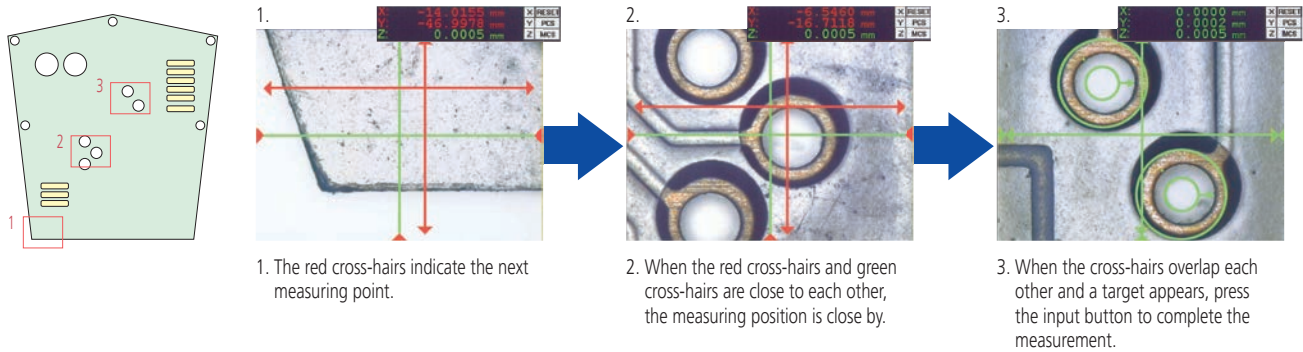 3
2
1
1.
X: -14.0155 mm X RESET
Y: -46.9978 mm Y PCS
Z: 0.0005 mm Z MCS
2.
X: -6.5460 mm X RESET
Y: -16.7118 mm Y PCS
Z: 0.0005 mm Z MCS
3.
X: 0.0000 mm X RESET
Y: 0.0002 mm Y PCS
Z: 0.0005 mm Z MCS
1. The red cross-hairs indicate the next
measuring point.
2. When the red cross-hairs and green
cross-hairs are close to each other,
the measuring position is close by.
3. When the cross-hairs overlap each
other and a target appears, press
the input button to complete the
measurement.